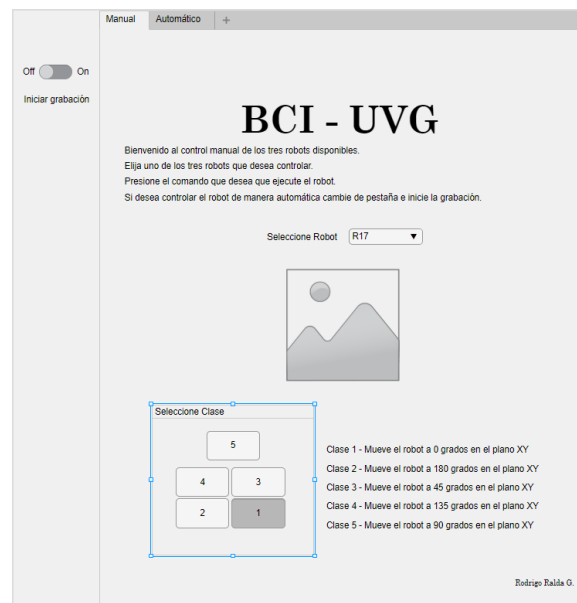 Manual Automático +
Off On
Iniciar grabación
BCI - UVG
Bienvenido al control manual de los tres robots disponibles.
Elija uno de los tres robots que desea controlar.
Presione el comando que desea que ejecute el robot.
Si desea controlar el robot de manera automática cambie de pestaña e inicie la grabación.
Seleccione Robot R17
Seleccione Clase
5
4 3
2 1
Clase 1 - Mueve el robot a 0 grados en el plano XY
Clase 2 - Mueve el robot a 180 grados en el plano XY
Clase 3 - Mueve el robot a 45 grados en el plano XY
Clase 4 - Mueve el robot a 135 grados en el plano XY
Clase 5 - Mueve el robot a 90 grados en el plano XY
Rodrigo Ralda G.